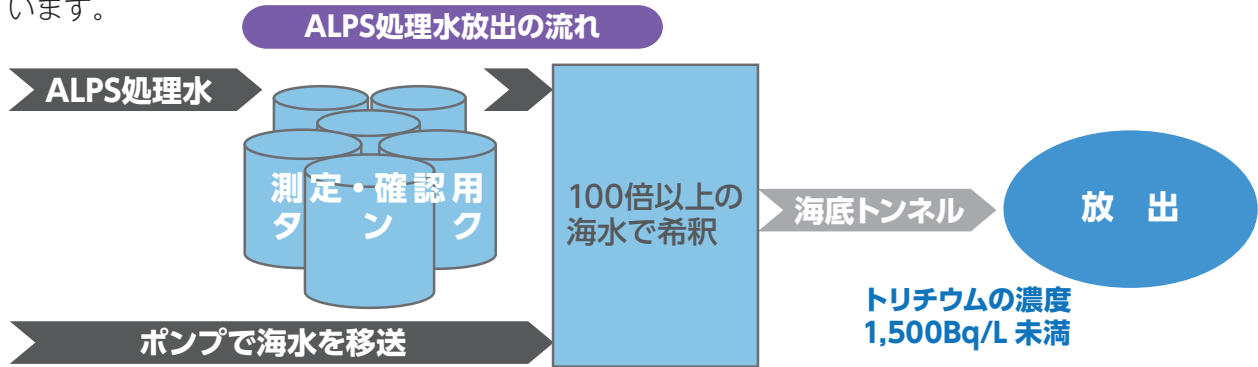 います。
ALPS処理水放出の流れ
ALPS処理水
測定・確認用
タンク
100倍以上の
海水で希釈
海底トンネル
放 出
トリチウムの濃度
1,500Bq/L 未満
ポンプで海水を移送